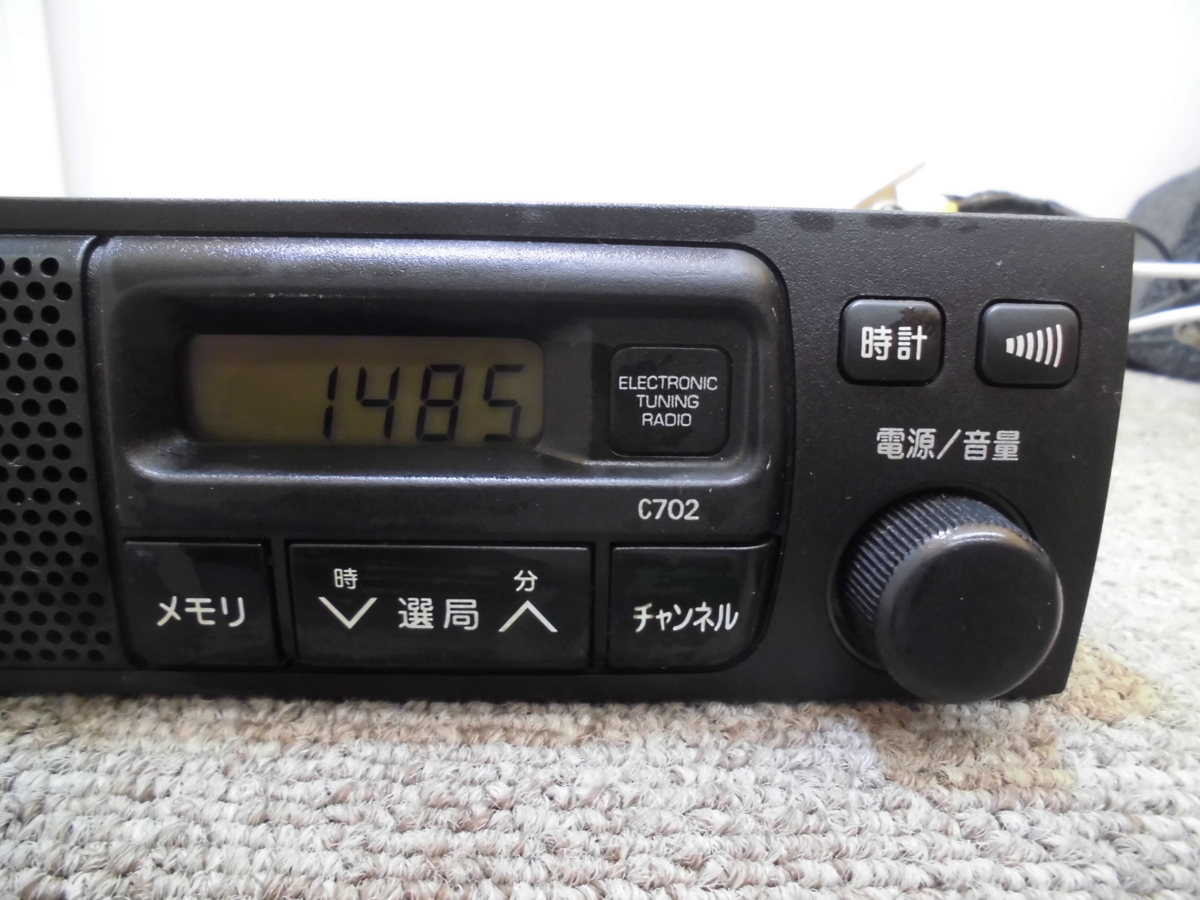 1485
ELECTRONIC
TUNING
RADIO
時計
電源/音量
C702
メモリ
時 分
選局
チャンネル